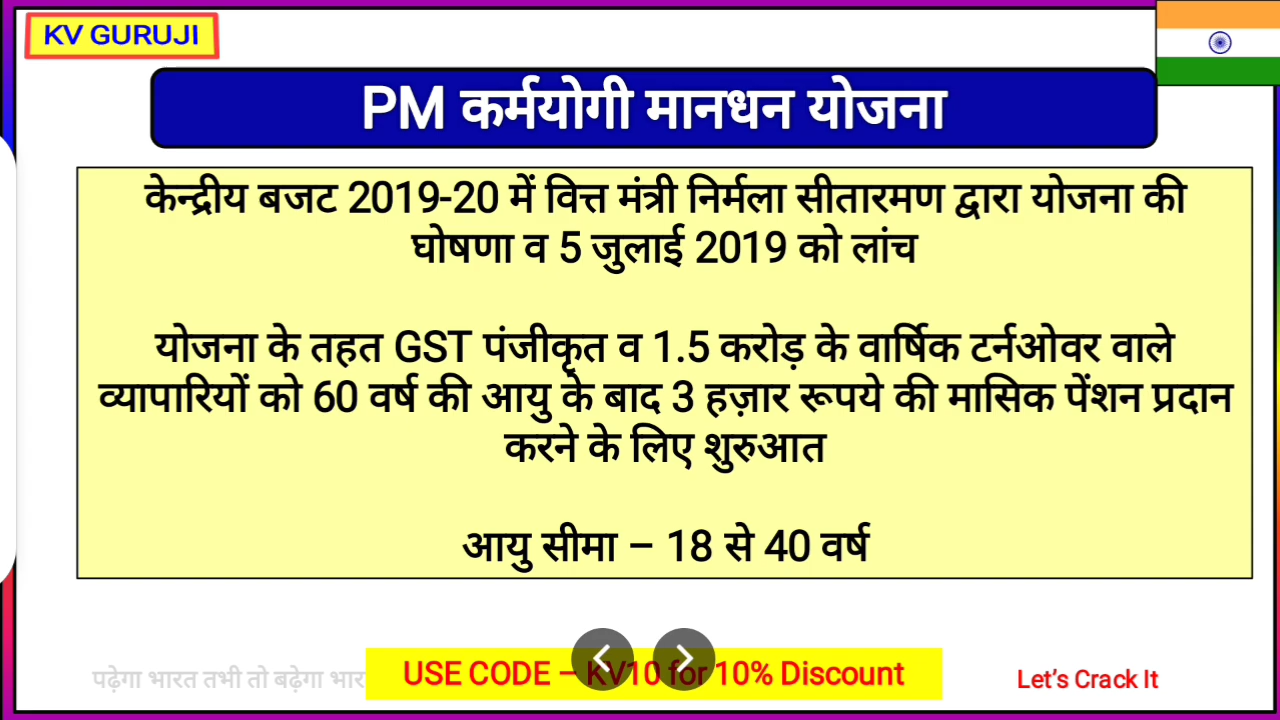 KV GURUJI
PM कर्मयोगी मानधन योजना
केन्द्रीय बजट 2019-20 में वित्त मंत्री निर्मला सीतारमण द्वारा योजना की
घोषणा व 5 जुलाई 2019 को लांच
योजना के तहत GST पंजीकृत व 1.5 करोड़ के वार्षिक टर्नओवर वाले
व्यापारियों को 60 वर्ष की आयु के बाद 3 हज़ार रूपये की मासिक पेंशन प्रदान
करने के लिए शुरुआत
आयु सीमा – 18 से 40 वर्ष
पढ़ेगा भारत तभी तो बढ़ेगा भार
USE CODE – KV10 for 10% Discount
Let's Crack It